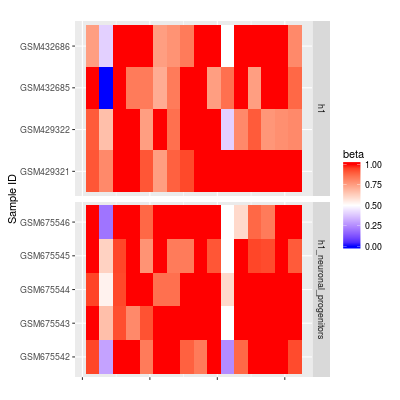 Sample ID
GSM432686
GSM432685
GSM429322
GSM429321
h1
GSM675546
GSM675545
GSM675544
GSM675543
GSM675542
h1_neuronal_progenitors
beta
1.00
0.75
0.50
0.25
0.00